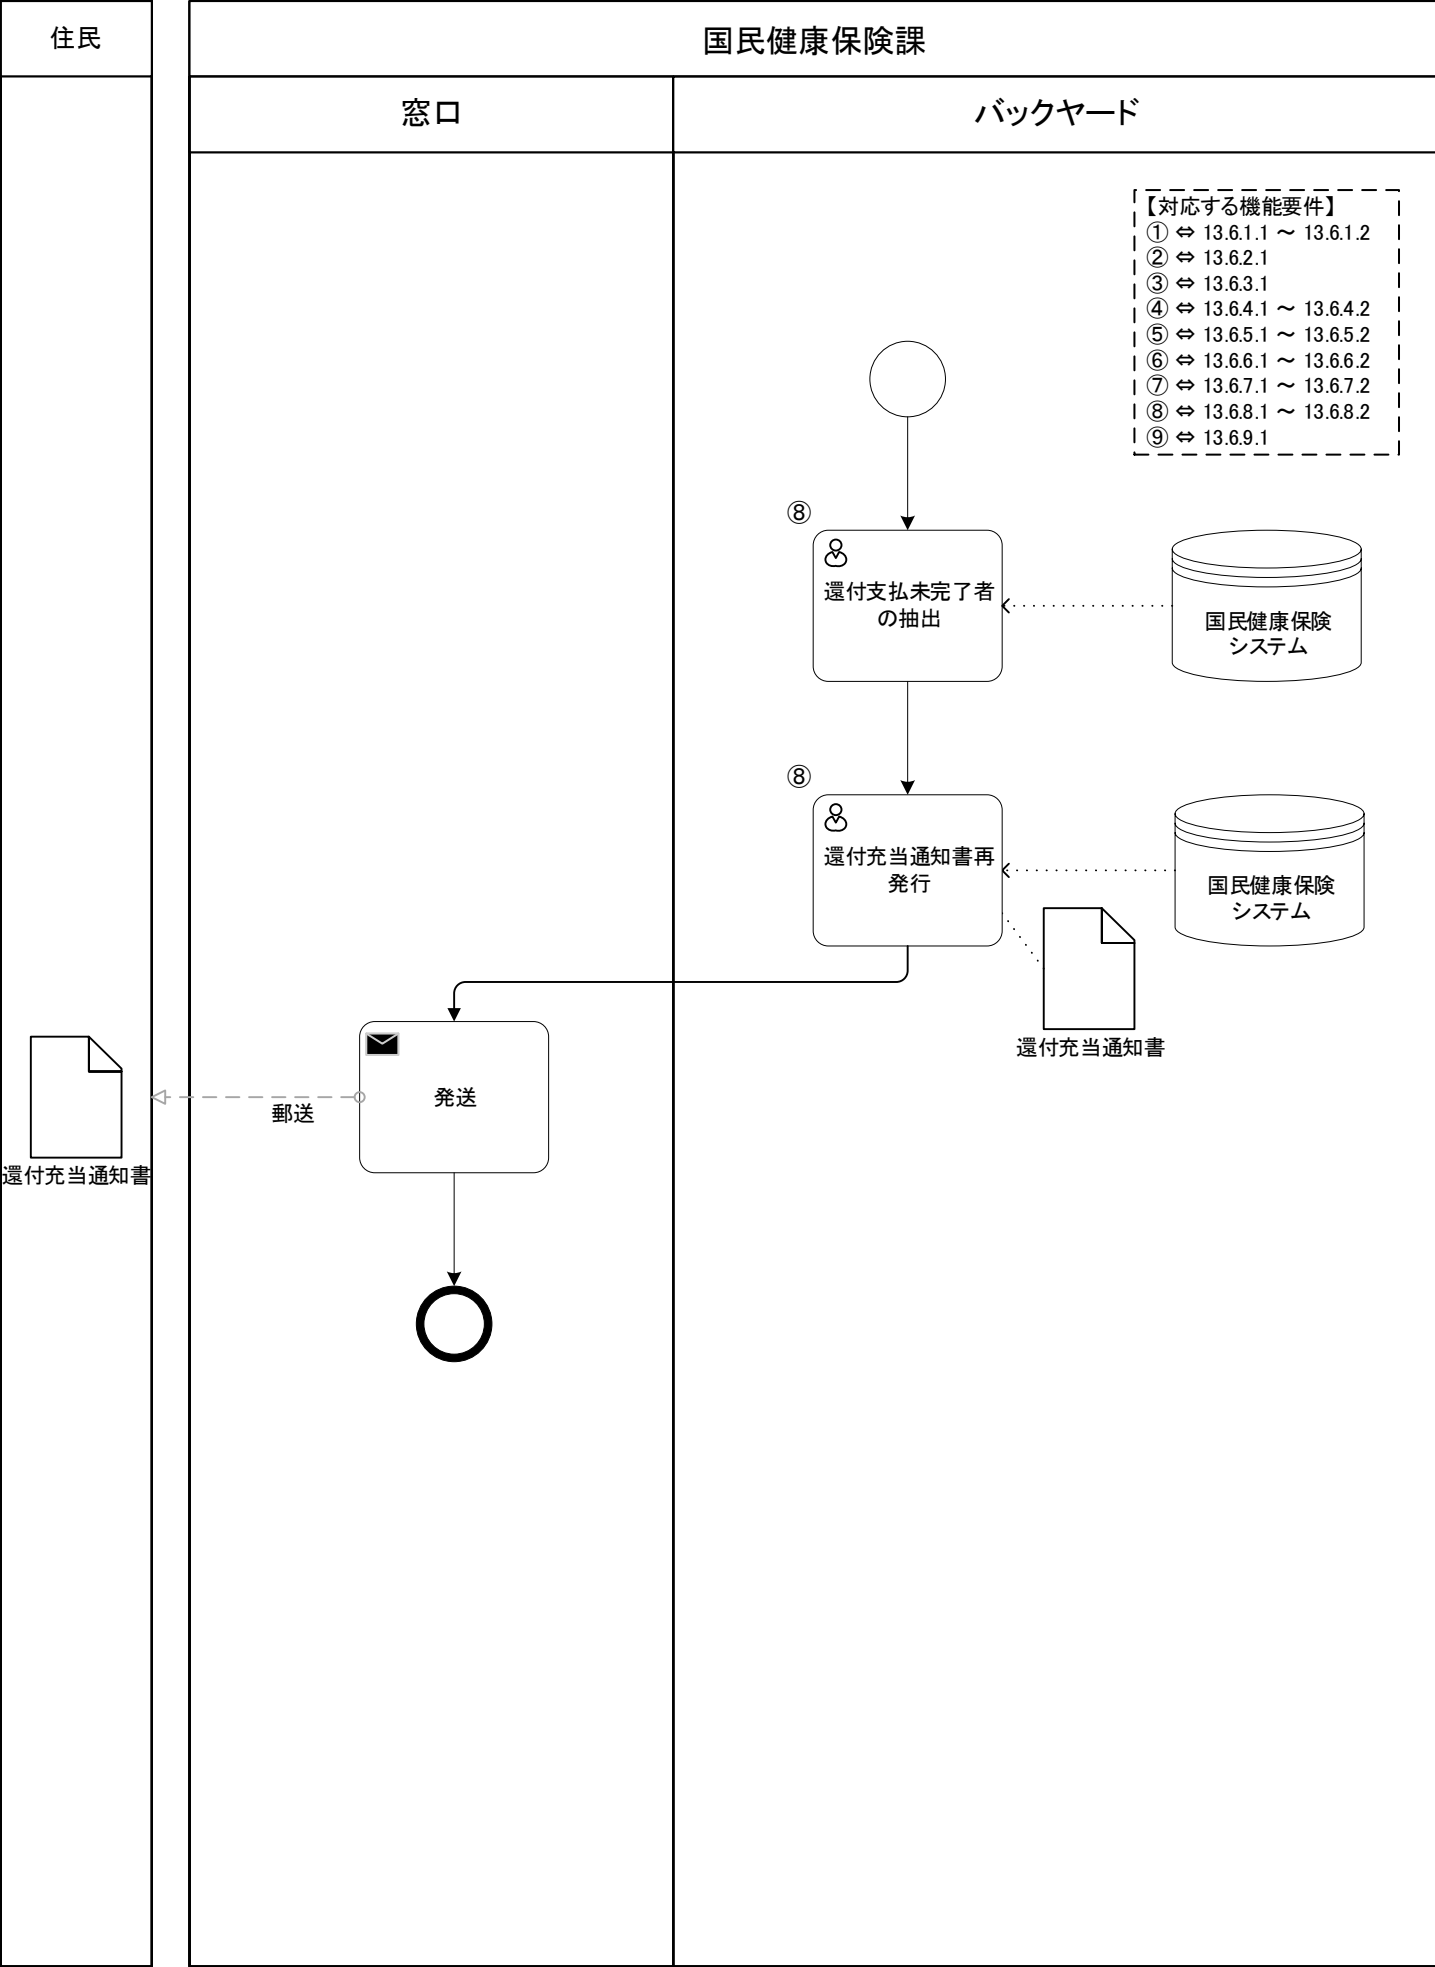 住民
国民健康保険課
窓口
バックヤード
【対応する機能要件】
① ⇔ 13.6.1.1 ～ 13.6.1.2
② ⇔ 13.6.2.1
③ ⇔ 13.6.3.1
④ ⇔ 13.6.4.1 ～ 13.6.4.2
⑤ ⇔ 13.6.5.1 ～ 13.6.5.2
⑥ ⇔ 13.6.6.1 ～ 13.6.6.2
⑦ ⇔ 13.6.7.1 ～ 13.6.7.2
⑧ ⇔ 13.6.8.1 ～ 13.6.8.2
⑨ ⇔ 13.6.9.1
⑧
還付支払未完了者
の抽出
国民健康保険
システム
⑧
還付充当通知書再
発行
国民健康保険
システム
還付充当通知書
発送
郵送
還付充当通知書